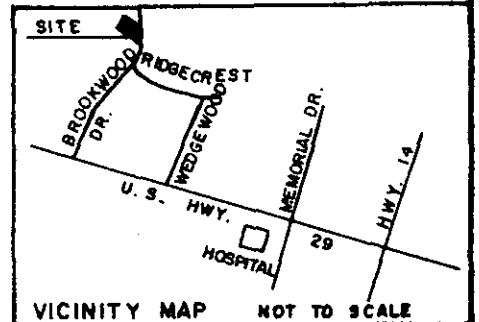 SITE
RIDGECREST
BROOKWOOD
DR.
WEDGEWOOD
MEMORIAL DR.
HWY. 14
U.S. HWY. 29
HOSPITAL
VICINITY MAP NOT TO SCALE